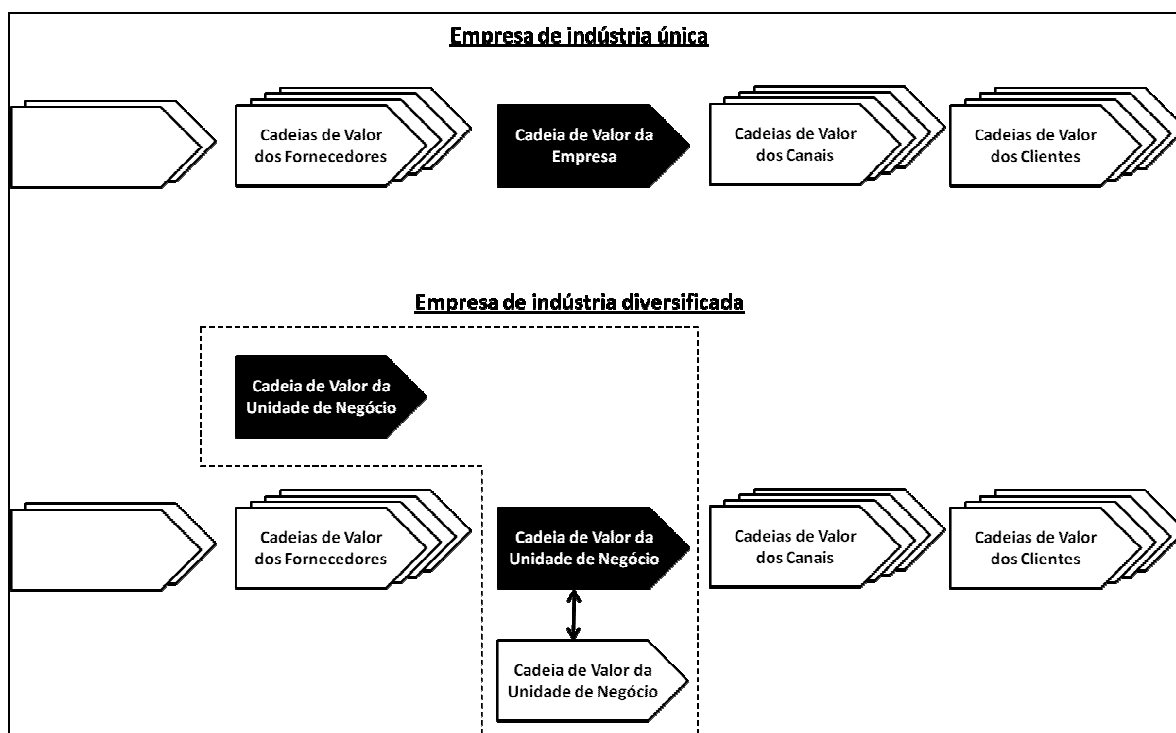 Empresa de indústria única
Cadeias de Valor
dos Fornecedores
Cadeia de Valor da
Empresa
Cadeias de Valor
dos Canais
Cadeias de Valor
dos Clientes
Empresa de indústria diversificada
Cadeia de Valor da
Unidade de Negócio
Cadeias de Valor
dos Fornecedores
Cadeia de Valor da
Unidade de Negócio
Cadeias de Valor
dos Canais
Cadeias de Valor
dos Clientes
Cadeia de Valor da
Unidade de Negócio